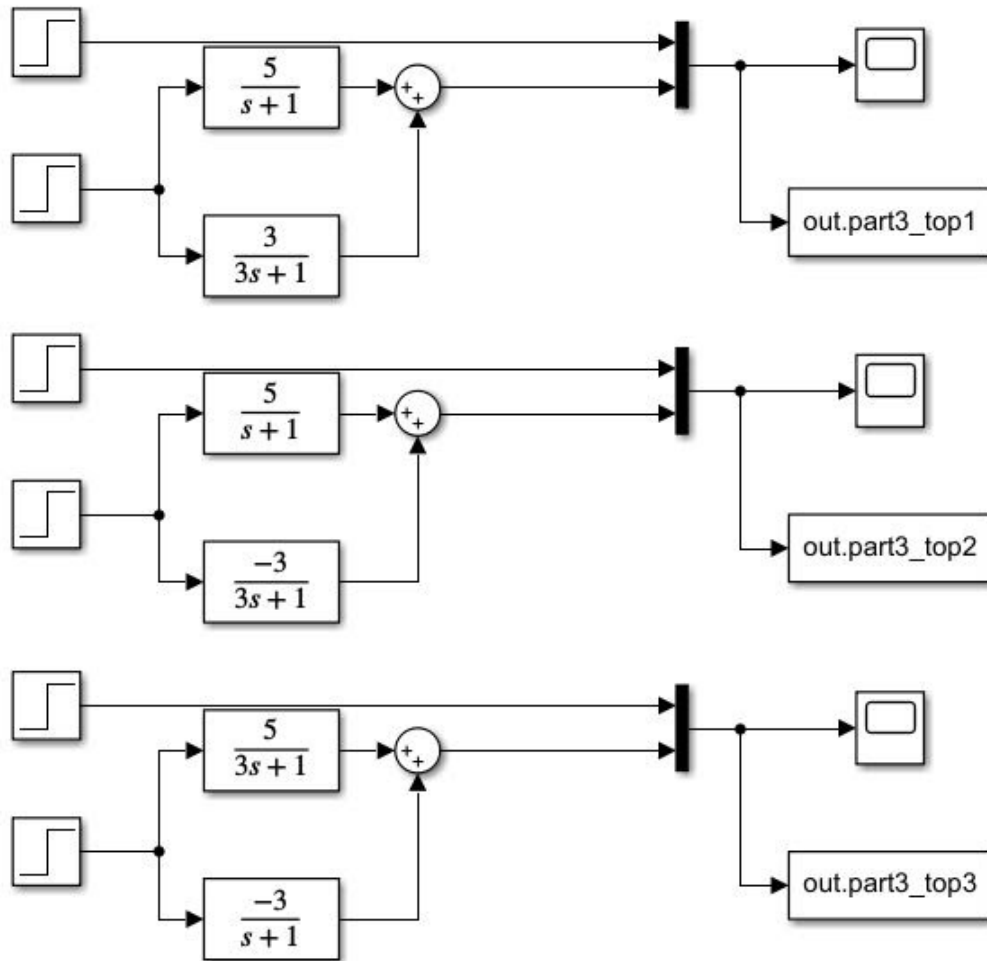 5
s + 1
+
+
3
3s + 1
out.part3_top1
5
s + 1
+
+
-3
3s + 1
out.part3_top2
5
3s + 1
+
+
-3
s + 1
out.part3_top3